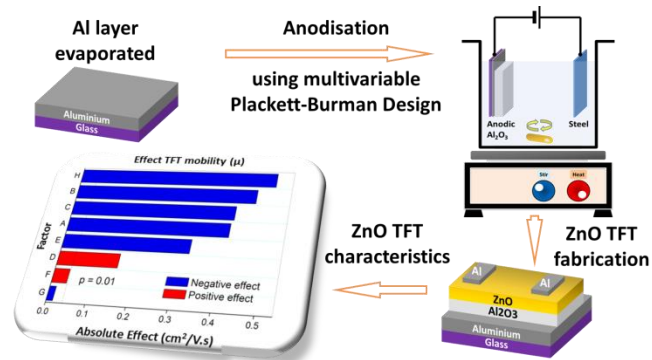 Al layer
evaporated
Anodisation
using multivariable
Plackett-Burman Design
Aluminium
Glass
Anodic
Al₂O₃
Steel
Stir
Heat
ZnO TFT
fabrication
Al
Al
ZnO
Al2O3
Aluminium
Glass
ZnO TFT
characteristics
Effect TFT mobility (μ)
Factor
H
B
C
A
E
D
F
G
p = 0.01
Negative effect
Positive effect
0.0
0.1
0.2
0.3
0.4
0.5
Absolute Effect (cm²/V.s)